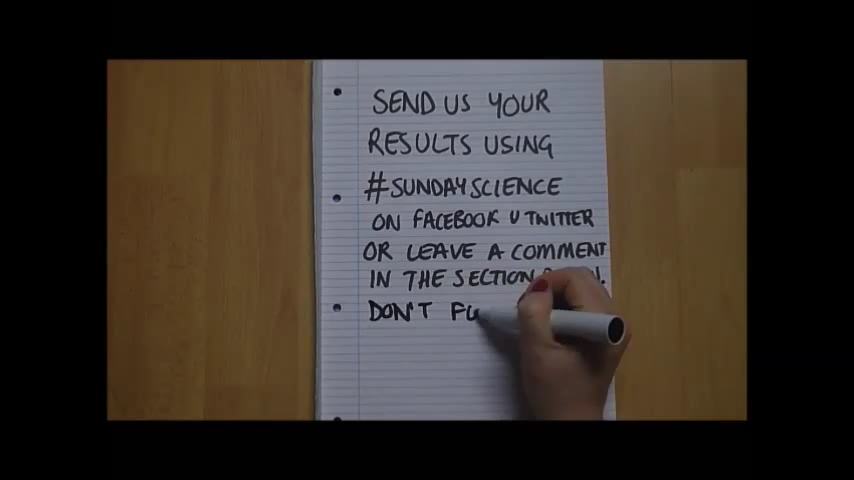 SEND US YOUR
RESULTS USING
#SUNDAYSCIENCE
ON FACEBOOK U TWITTER
OR LEAVE A COMMENT
IN THE SECTION
DON'T